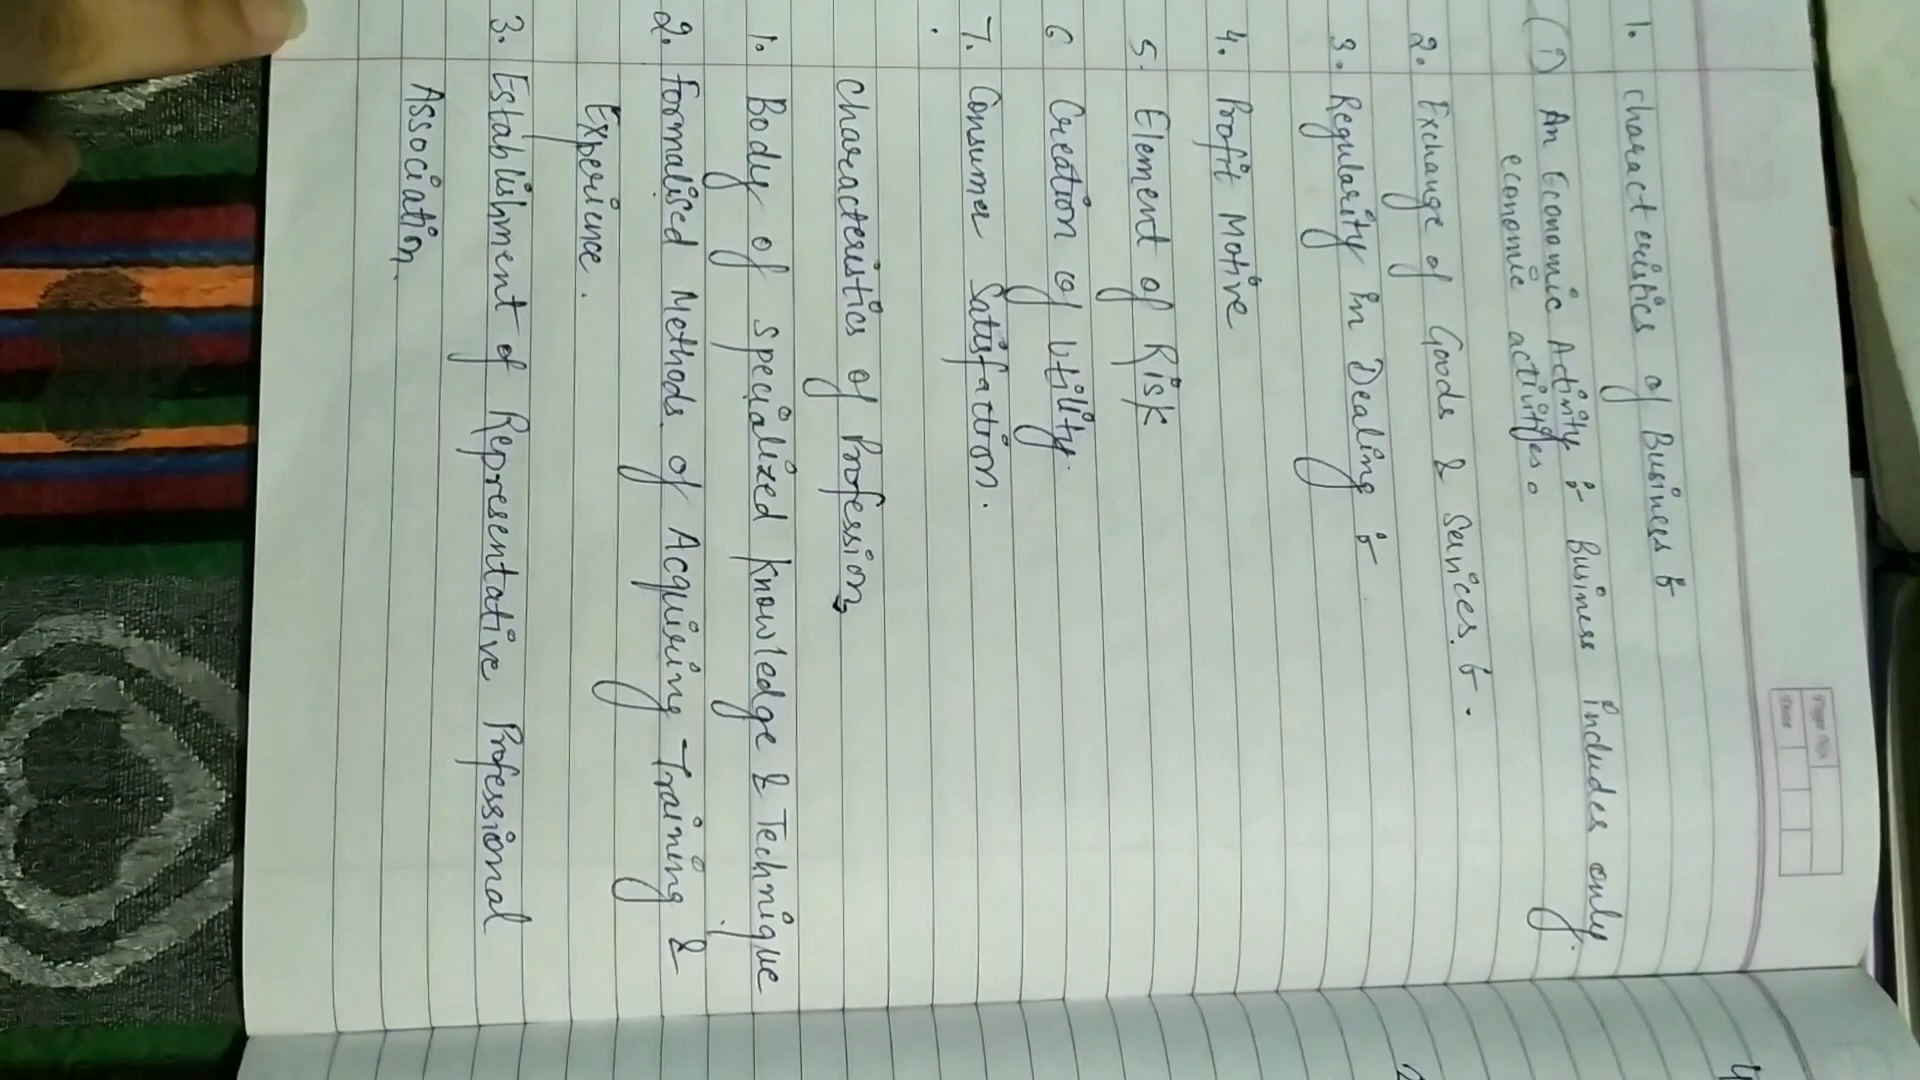 1. Characteristics of Business :-
(1) An Economic Activity :- Business includes only
economic activities.
2. Exchange of Goods & Services :-.
3. Regularity in Dealing :-
4. Profit Motive
5. Element of Risk
6 Creation of Utility.
7. Consumer Satisfaction.
Characteristics of Profession,
1. Body of Specialized Knowledge & Technique
2. Formalised Methods of Acquiring Training &
Experience.
3. Establishment of Representative Professional
Association.